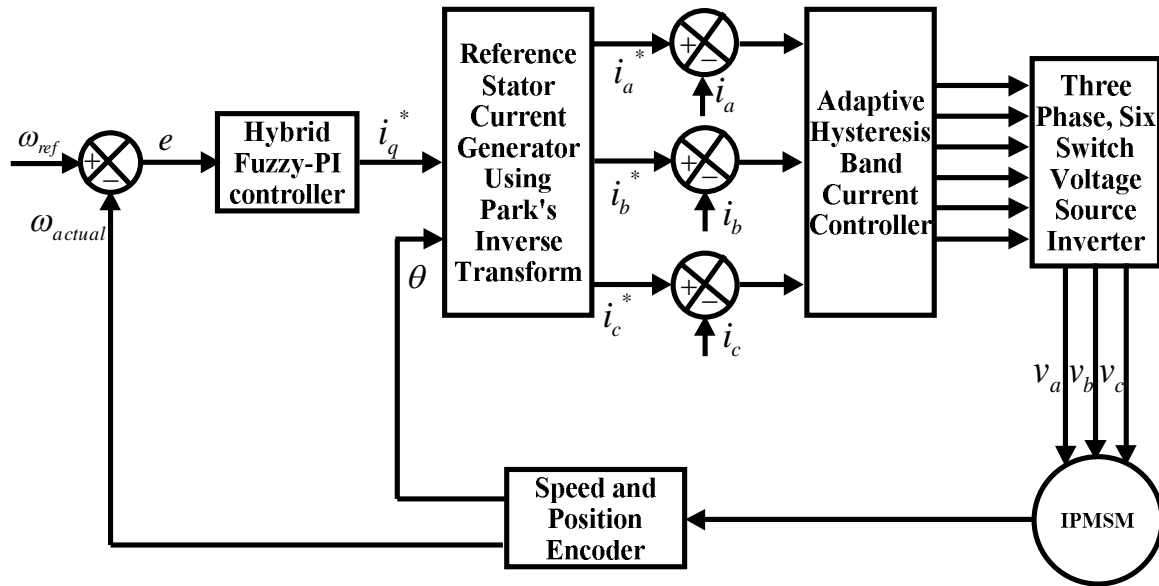 ω_ref
+
−
ω_actual
e
Hybrid
Fuzzy-PI
controller
i_q^*
θ
Reference
Stator
Current
Generator
Using
Park's
Inverse
Transform
i_a^*
+
−
i_a
i_b^*
+
−
i_b
i_c^*
+
−
i_c
Adaptive
Hysteresis
Band
Current
Controller
Three
Phase, Six
Switch
Voltage
Source
Inverter
v_a v_b v_c
IPMSM
Speed and
Position
Encoder